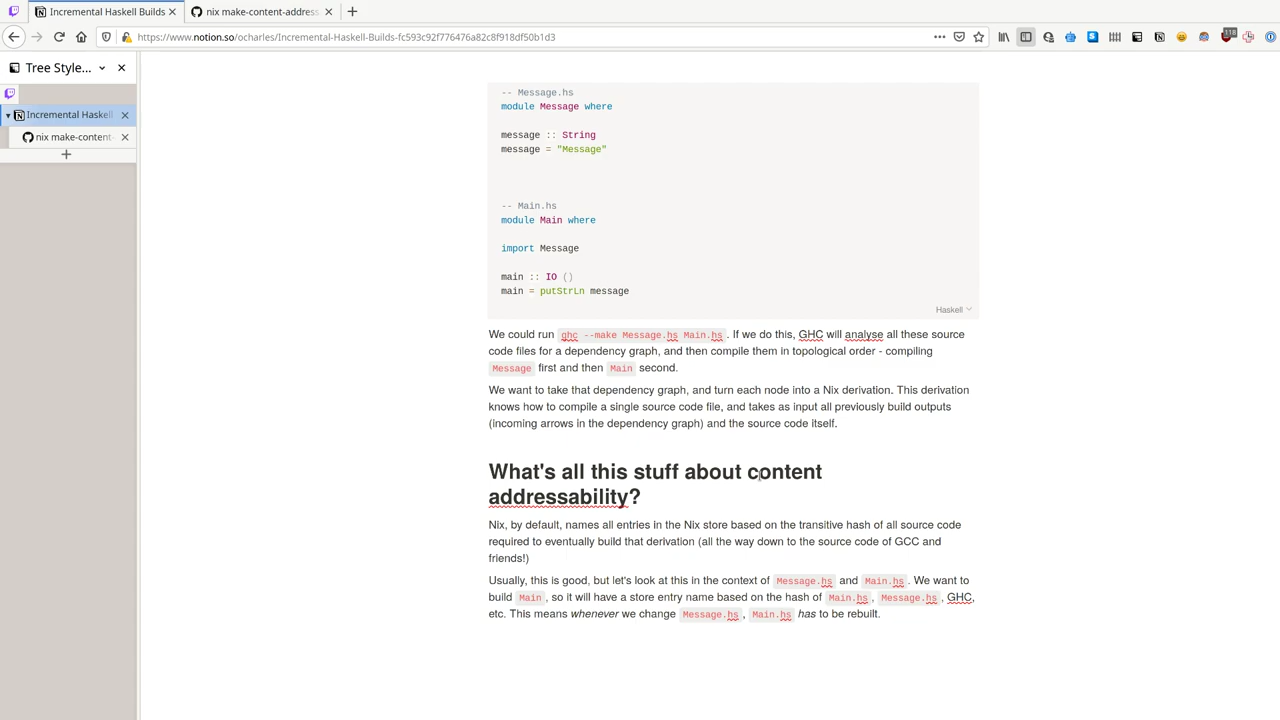 Incremental Haskell Builds
nix make-content-address
https://www.notion.so/ocharles/Incremental-Haskell-Builds-fc593c92f776476a82c8f918df50b1d3
118
Tree Style...
Incremental Haskell
nix make-content-
-- Message.hs
module Message where
message :: String
message = "Message"
-- Main.hs
module Main where
import Message
main :: IO ()
main = putStrLn message
Haskell
We could run ghc --make Message.hs Main.hs . If we do this, GHC will analyse all these source
code files for a dependency graph, and then compile them in topological order - compiling
Message first and then Main second.
We want to take that dependency graph, and turn each node into a Nix derivation. This derivation
knows how to compile a single source code file, and takes as input all previously build outputs
(incoming arrows in the dependency graph) and the source code itself.
What's all this stuff about content
addressability?
Nix, by default, names all entries in the Nix store based on the transitive hash of all source code
required to eventually build that derivation (all the way down to the source code of GCC and
friends!)
Usually, this is good, but let's look at this in the context of Message.hs and Main.hs . We want to
build Main , so it will have a store entry name based on the hash of Main.hs , Message.hs , GHC,
etc. This means whenever we change Message.hs , Main.hs has to be rebuilt.